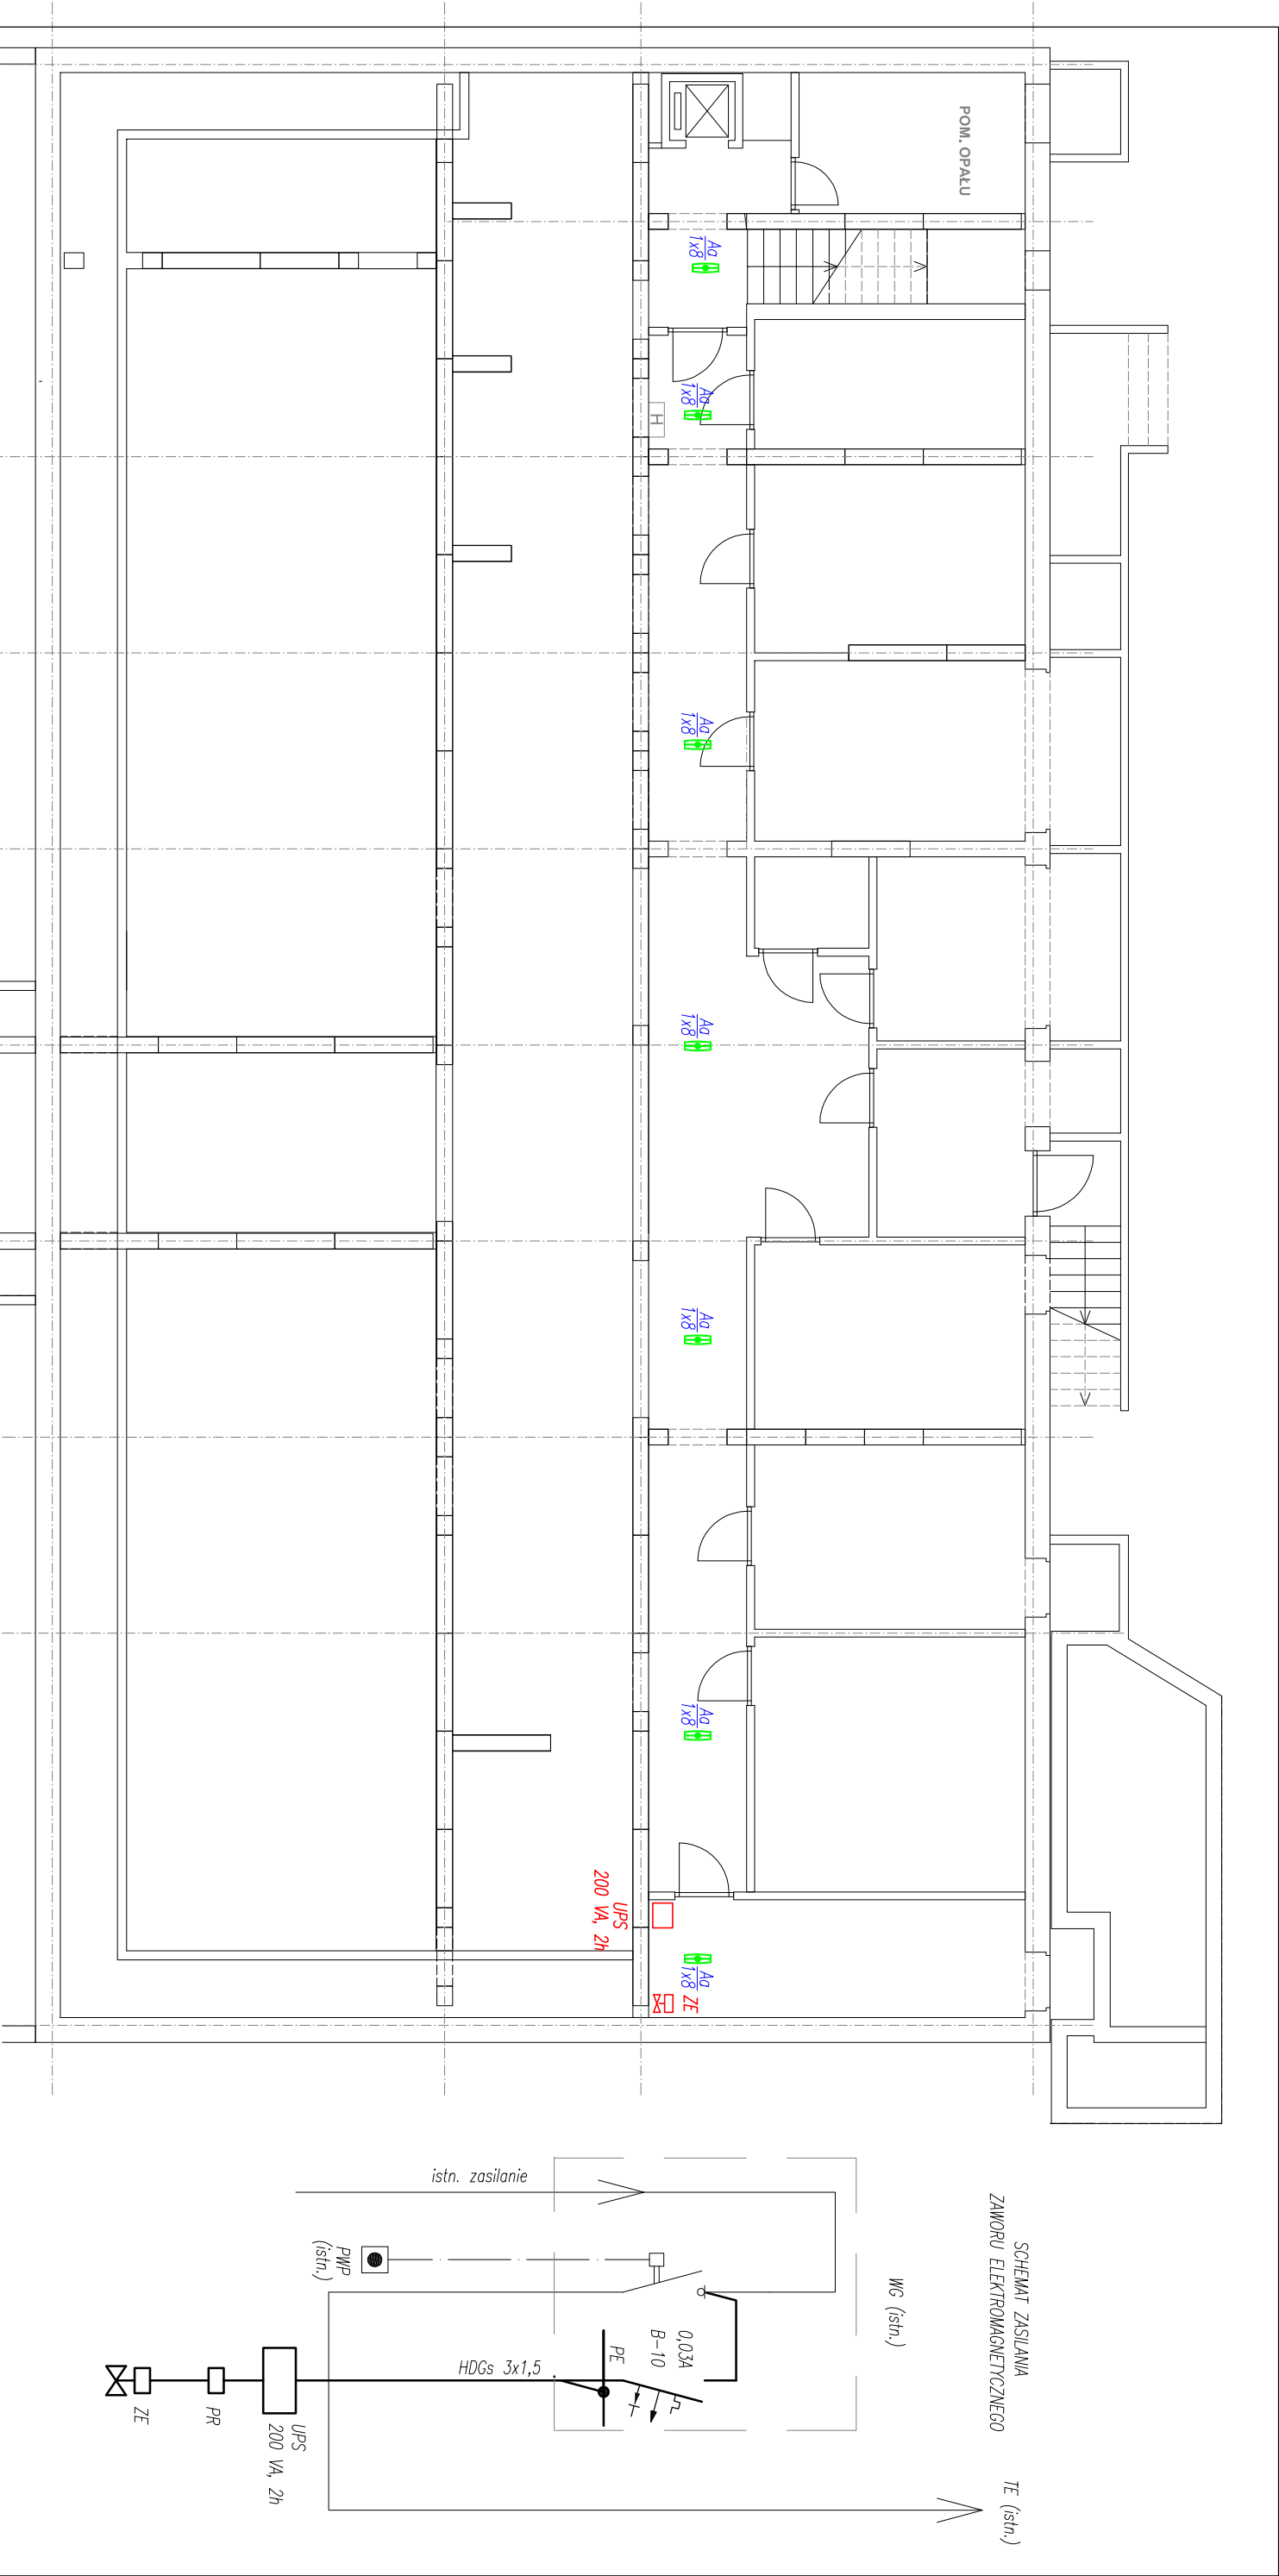 POM. OPAŁU
Aa
1x8
Aa
1x8
H
Aa
1x8
Aa
1x8
Aa
1x8
Aa
1x8
UPS
200 VA, 2h
Aa
1x8
ZE
SCHEMAT ZASILANIA
ZAWORU ELEKTROMAGNETYCZNEGO
TE (istn.)
WG (istn.)
istn. zasilanie
PWP
(istn.)
0,03A
B-10
PE
HDGs 3x1,5
UPS
200 VA, 2h
PR
ZE